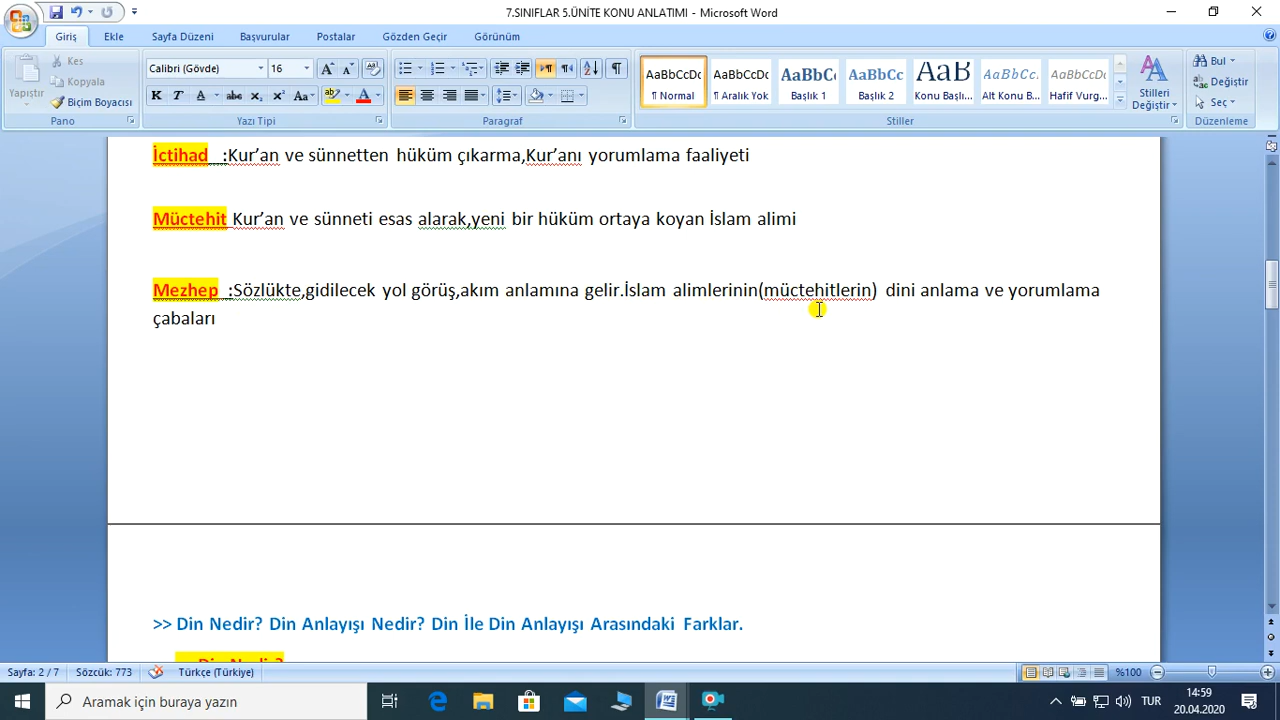 7.SINIFLAR 5.ÜNİTE KONU ANLATIMI - Microsoft Word
Giriş Ekle Sayfa Düzeni Başvurular Postalar Gözden Geçir Görünüm
Yapıştır
Kes
Kopyala
Biçim Boyacısı
Pano
Calibri (Gövde) 16
Yazı Tipi
Paragraf
AaBbCcDc AaBbCcDc AaBbC AaBbCc AaB AaBbCc. AaBbCcDc
¶ Normal ¶ Aralık Yok Başlık 1 Başlık 2 Konu Başlı... Alt Konu B... Hafif Vurg...
Stilleri Değiştir
Stiller
Bul
Değiştir
Seç
Düzenleme
İctihad :Kur’an ve sünnetten hüküm çıkarma,Kur’anı yorumlama faaliyeti
Müctehit Kur’an ve sünneti esas alarak,yeni bir hüküm ortaya koyan İslam alimi
Mezhep :Sözlükte,gidilecek yol görüş,akım anlamına gelir.İslam alimlerinin(müctehitlerin) dini anlama ve yorumlama
çabaları
>> Din Nedir? Din Anlayışı Nedir? Din İle Din Anlayışı Arasındaki Farklar.
Din Nedir?
Sayfa: 2 / 7 Sözcük: 773 Türkçe (Türkiye) %100
Aramak için buraya yazın
TUR
14:59
20.04.2020